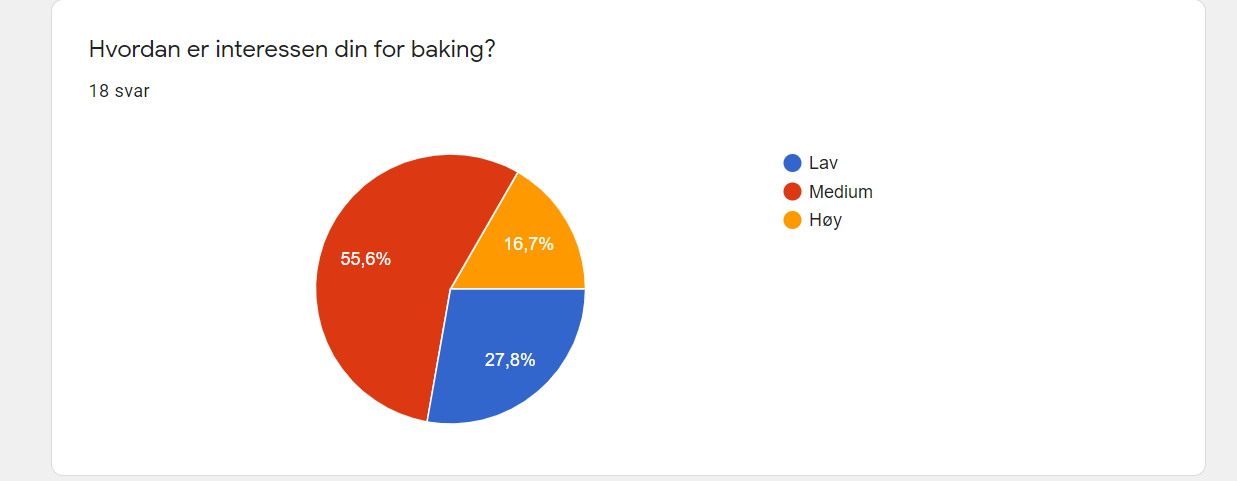 Hvordan er interessen din for baking?
18 svar
Lav
Medium
Høy
16,7%
55,6%
27,8%